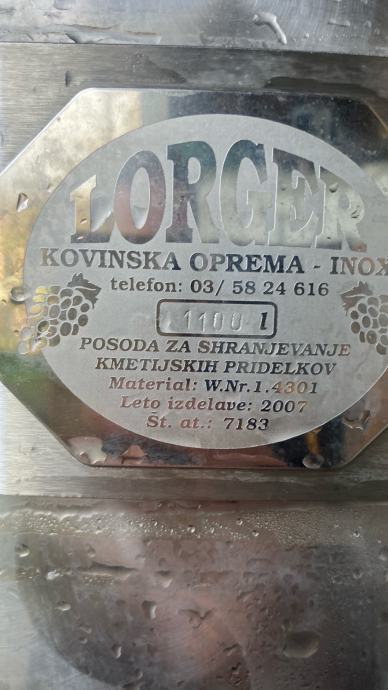 LORGER
KOVINSKA OPREMA - INOX
telefon: 03/ 58 24 616
1100 l
POSODA ZA SHRANJEVANJE
KMETIJSKIH PRIDELKOV
Material: W.Nr.1.4301
Leto izdelave: 2007
Št. at.: 7183